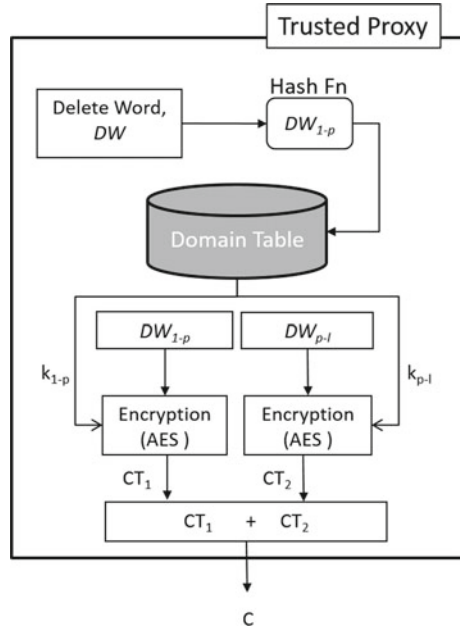 Trusted Proxy
Hash Fn
Delete Word,
DW
DW₁₋ₚ
Domain Table
DW₁₋ₚ
DWₚ₋ₗ
k₁₋ₚ
kₚ₋ₗ
Encryption
(AES )
Encryption
(AES )
CT₁
CT₂
CT₁ + CT₂
C